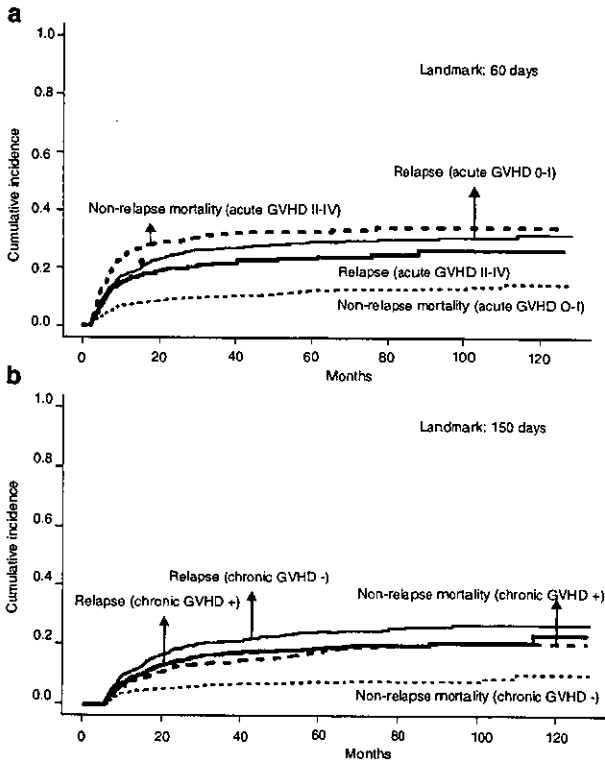 a
1.0
Landmark: 60 days
0.8
0.6
Relapse (acute GVHD 0-I)
Non-relapse mortality (acute GVHD II-IV)
0.4
0.2
Relapse (acute GVHD II-IV)
Non-relapse mortality (acute GVHD O-I)
0.0
Cumulative incidence
0 20 40 60 80 100 120
Months
b
1.0
Landmark: 150 days
0.8
0.6
Relapse (chronic GVHD -)
0.4
Relapse (chronic GVHD +)
Non-relapse mortality (chronic GVHD +)
0.2
Non-relapse mortality (chronic GVHD -)
0.0
Cumulative incidence
0 20 40 60 80 100 120
Months